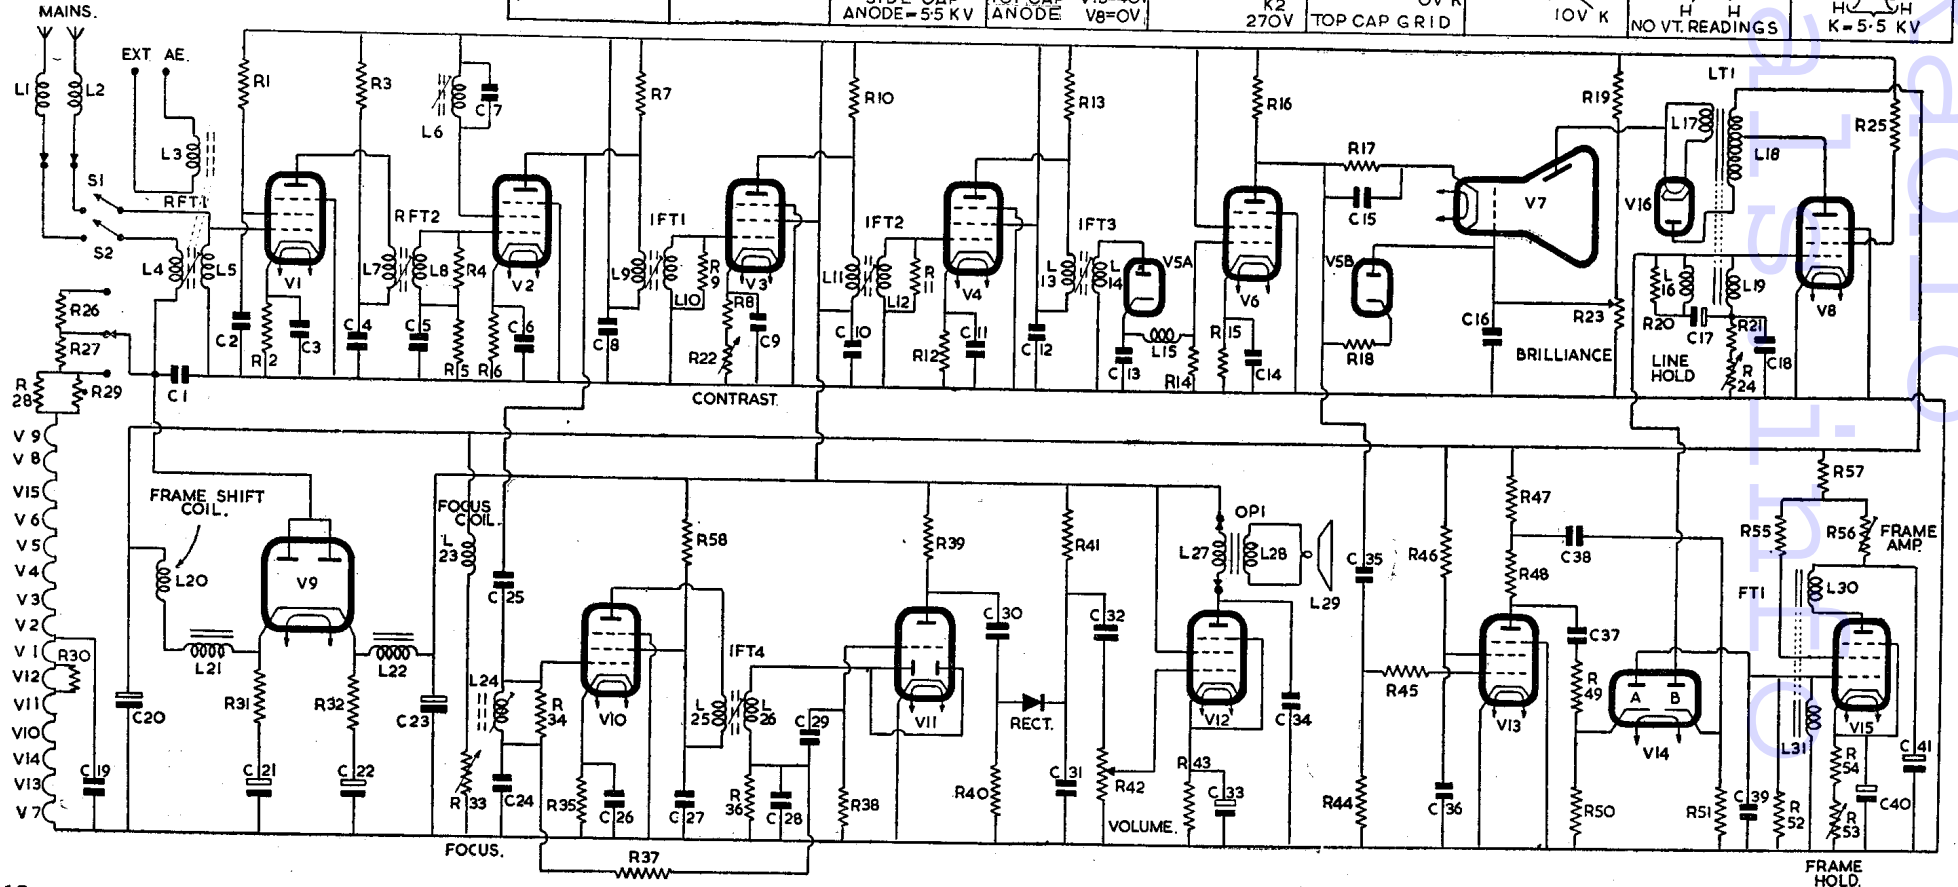 MAINS.
SIDE CAP
ANODE=5·5 KV
TOP CAP
ANODE V8=0V
K2
270V
0V K
TOP CAP GRID
10V K
H H
NO VT. READINGS
H H
K=5·5 KV
EXT AE.
L1
L2
L3
S1
S2
RFT1
L4
L5
R1
C2
V1
R2
C3
R3
RFT2
L7
L8
R4
C4
C5
R5
L6
C7
V2
R6
C6
R7
IFT1
L9
L10
R9
C8
V3
R8
C9
R22
CONTRAST.
R10
IFT2
L11
L12
R11
C10
V4
R12
C11
C12
R13
IFT3
L13
L14
V5A
L15
C13
R14
R16
V6
R15
C14
R17
C15
V5B
R18
V7
C16
BRILLIANCE
R19
R23
LT1
L17
L18
V16
L16
L19
R20
C17
R21
R24
C18
LINE
HOLD
V8
R25
R26
R27
R28
R29
C1
V9
V8
V15
V6
V5
V4
V3
V2
V1
V12
V11
V10
V14
V13
V7
R30
C19
FRAME SHIFT
COIL.
L20
C20
L21
V9
R31
R32
L22
C21
C22
C23
FOCUS
COIL.
L23
R33
FOCUS.
L24
C25
C24
R34
R35
V10
C26
R37
R58
C27
IFT4
L25
L26
R36
C28
C29
R38
R39
V11
C30
RECT.
R40
R41
C31
C32
R42
VOLUME.
OP1
L27
L28
L29
V12
R43
C33
C34
C35
R44
R45
R46
C36
R47
R48
C38
V13
C37
R49
R50
A B
V14
R51
C39
R52
R57
R55
R56
FRAME
AMP.
FT1
L30
L31
V15
R54
R53
C40
C41
FRAME
HOLD.